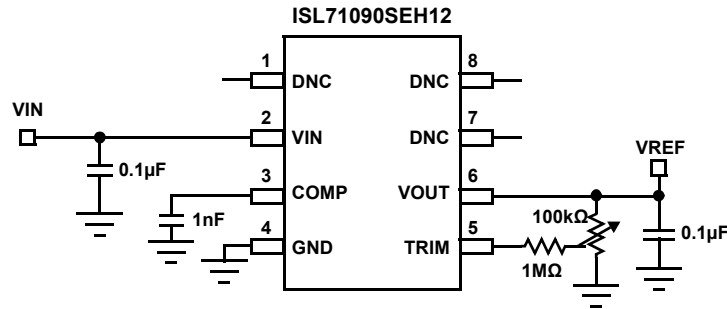 ISL71090SEH12
1
DNC
8
DNC
VIN
2
VIN
7
DNC
VREF
0.1µF
3
COMP
6
VOUT
1nF
100kΩ
0.1µF
4
GND
5
TRIM
1MΩ